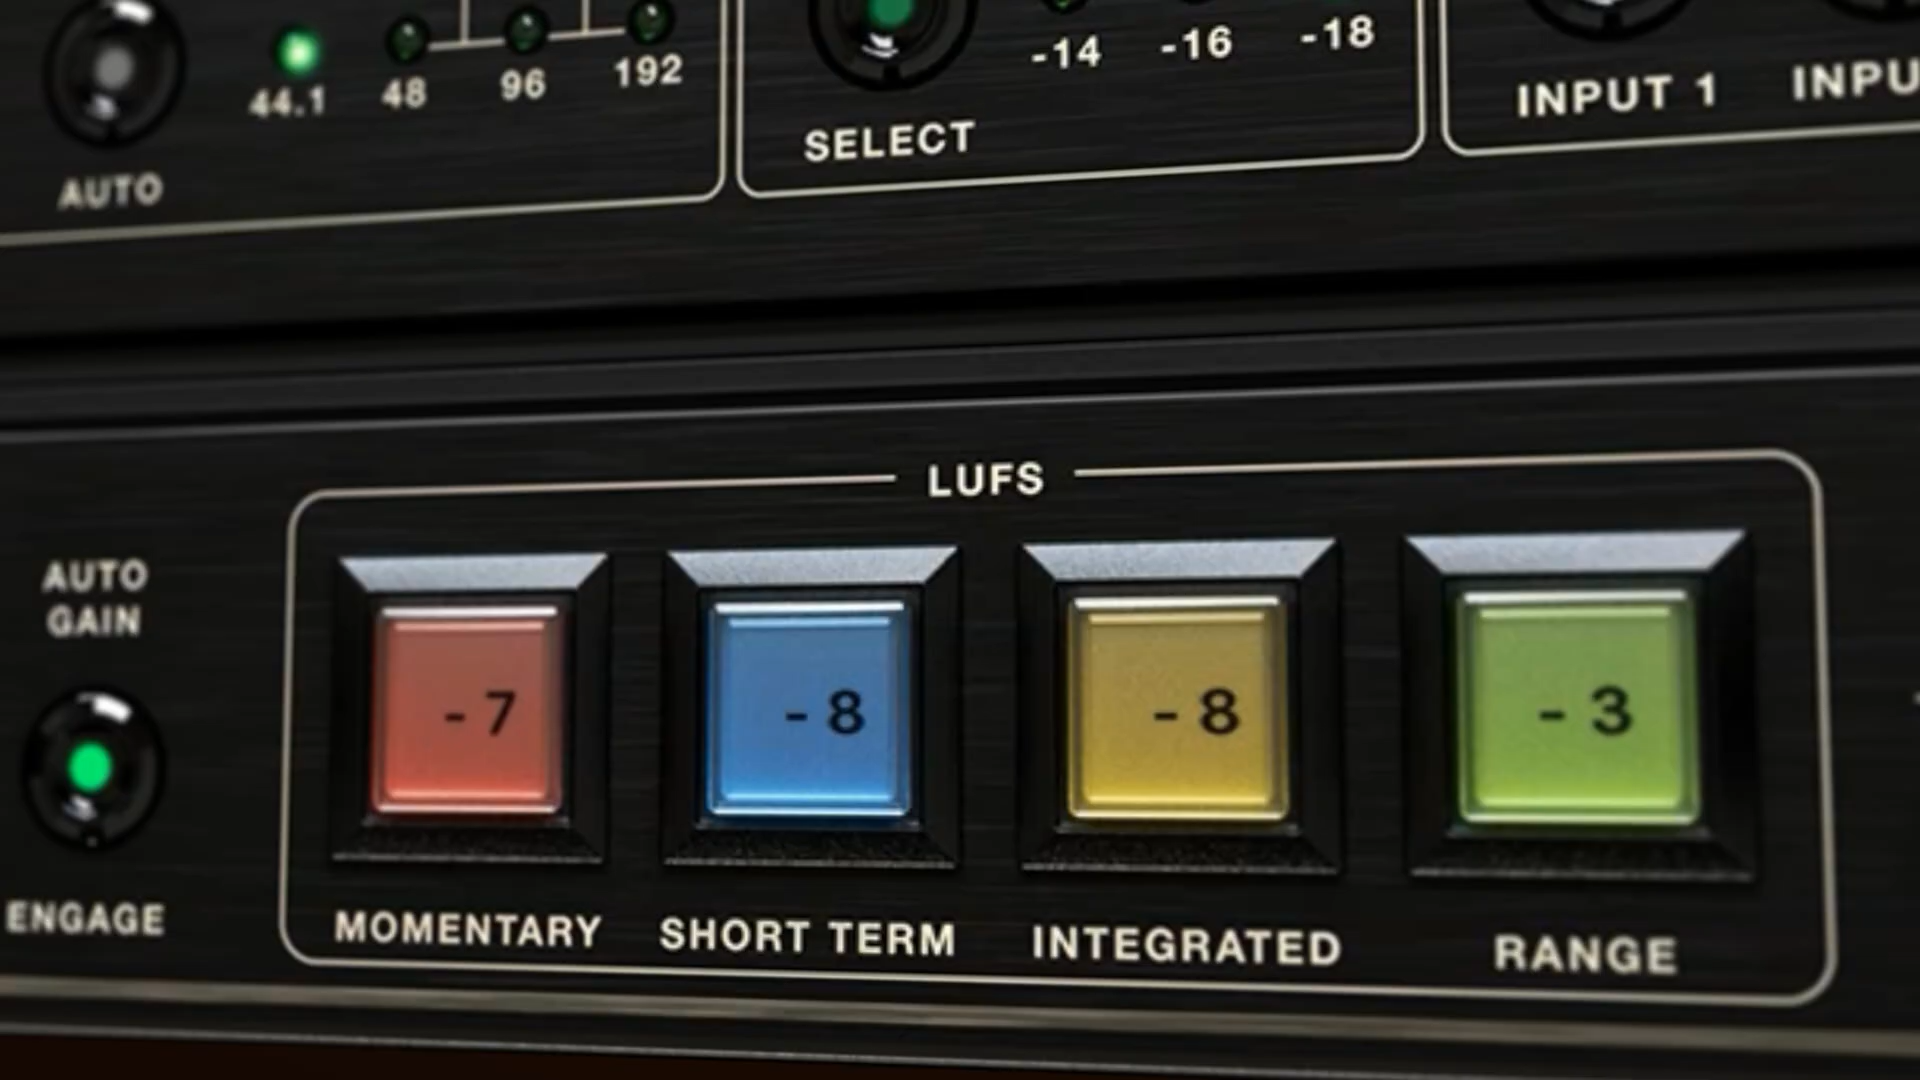 44.1
48
96
192
AUTO
-14
-16
-18
SELECT
INPUT 1
INPU
LUFS
AUTO
GAIN
ENGAGE
- 7
- 8
- 8
- 3
MOMENTARY
SHORT TERM
INTEGRATED
RANGE